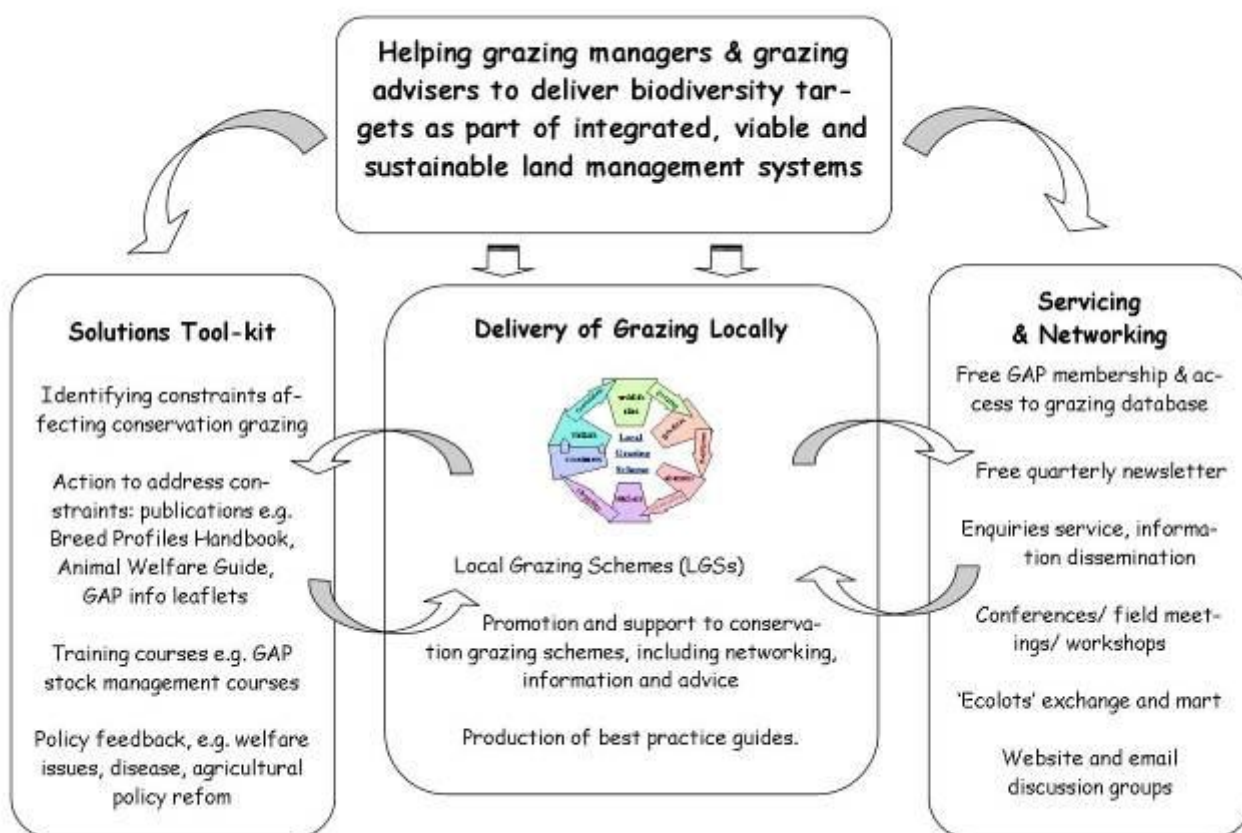 Helping grazing managers & grazing
advisers to deliver biodiversity tar-
gets as part of integrated, viable and
sustainable land management systems
Solutions Tool-kit
Identifying constraints af-
fecting conservation grazing
Action to address con-
straints: publications e.g.
Breed Profiles Handbook,
Animal Welfare Guide,
GAP info leaflets
Training courses e.g. GAP
stock management courses
Policy feedback, e.g. welfare
issues, disease, agricultural
policy refom
Delivery of Grazing Locally
Local
Grazing
Scheme
Local Grazing Schemes (LGSs)
Promotion and support to conserva-
tion grazing schemes, including networking,
information and advice
Production of best practice guides.
Servicing
& Networking
Free GAP membership & ac-
cess to grazing database
Free quarterly newsletter
Enquiries service, informa-
tion dissemination
Conferences/ field meet-
ings/ workshops
'Ecolots' exchange and mart
Website and email
discussion groups